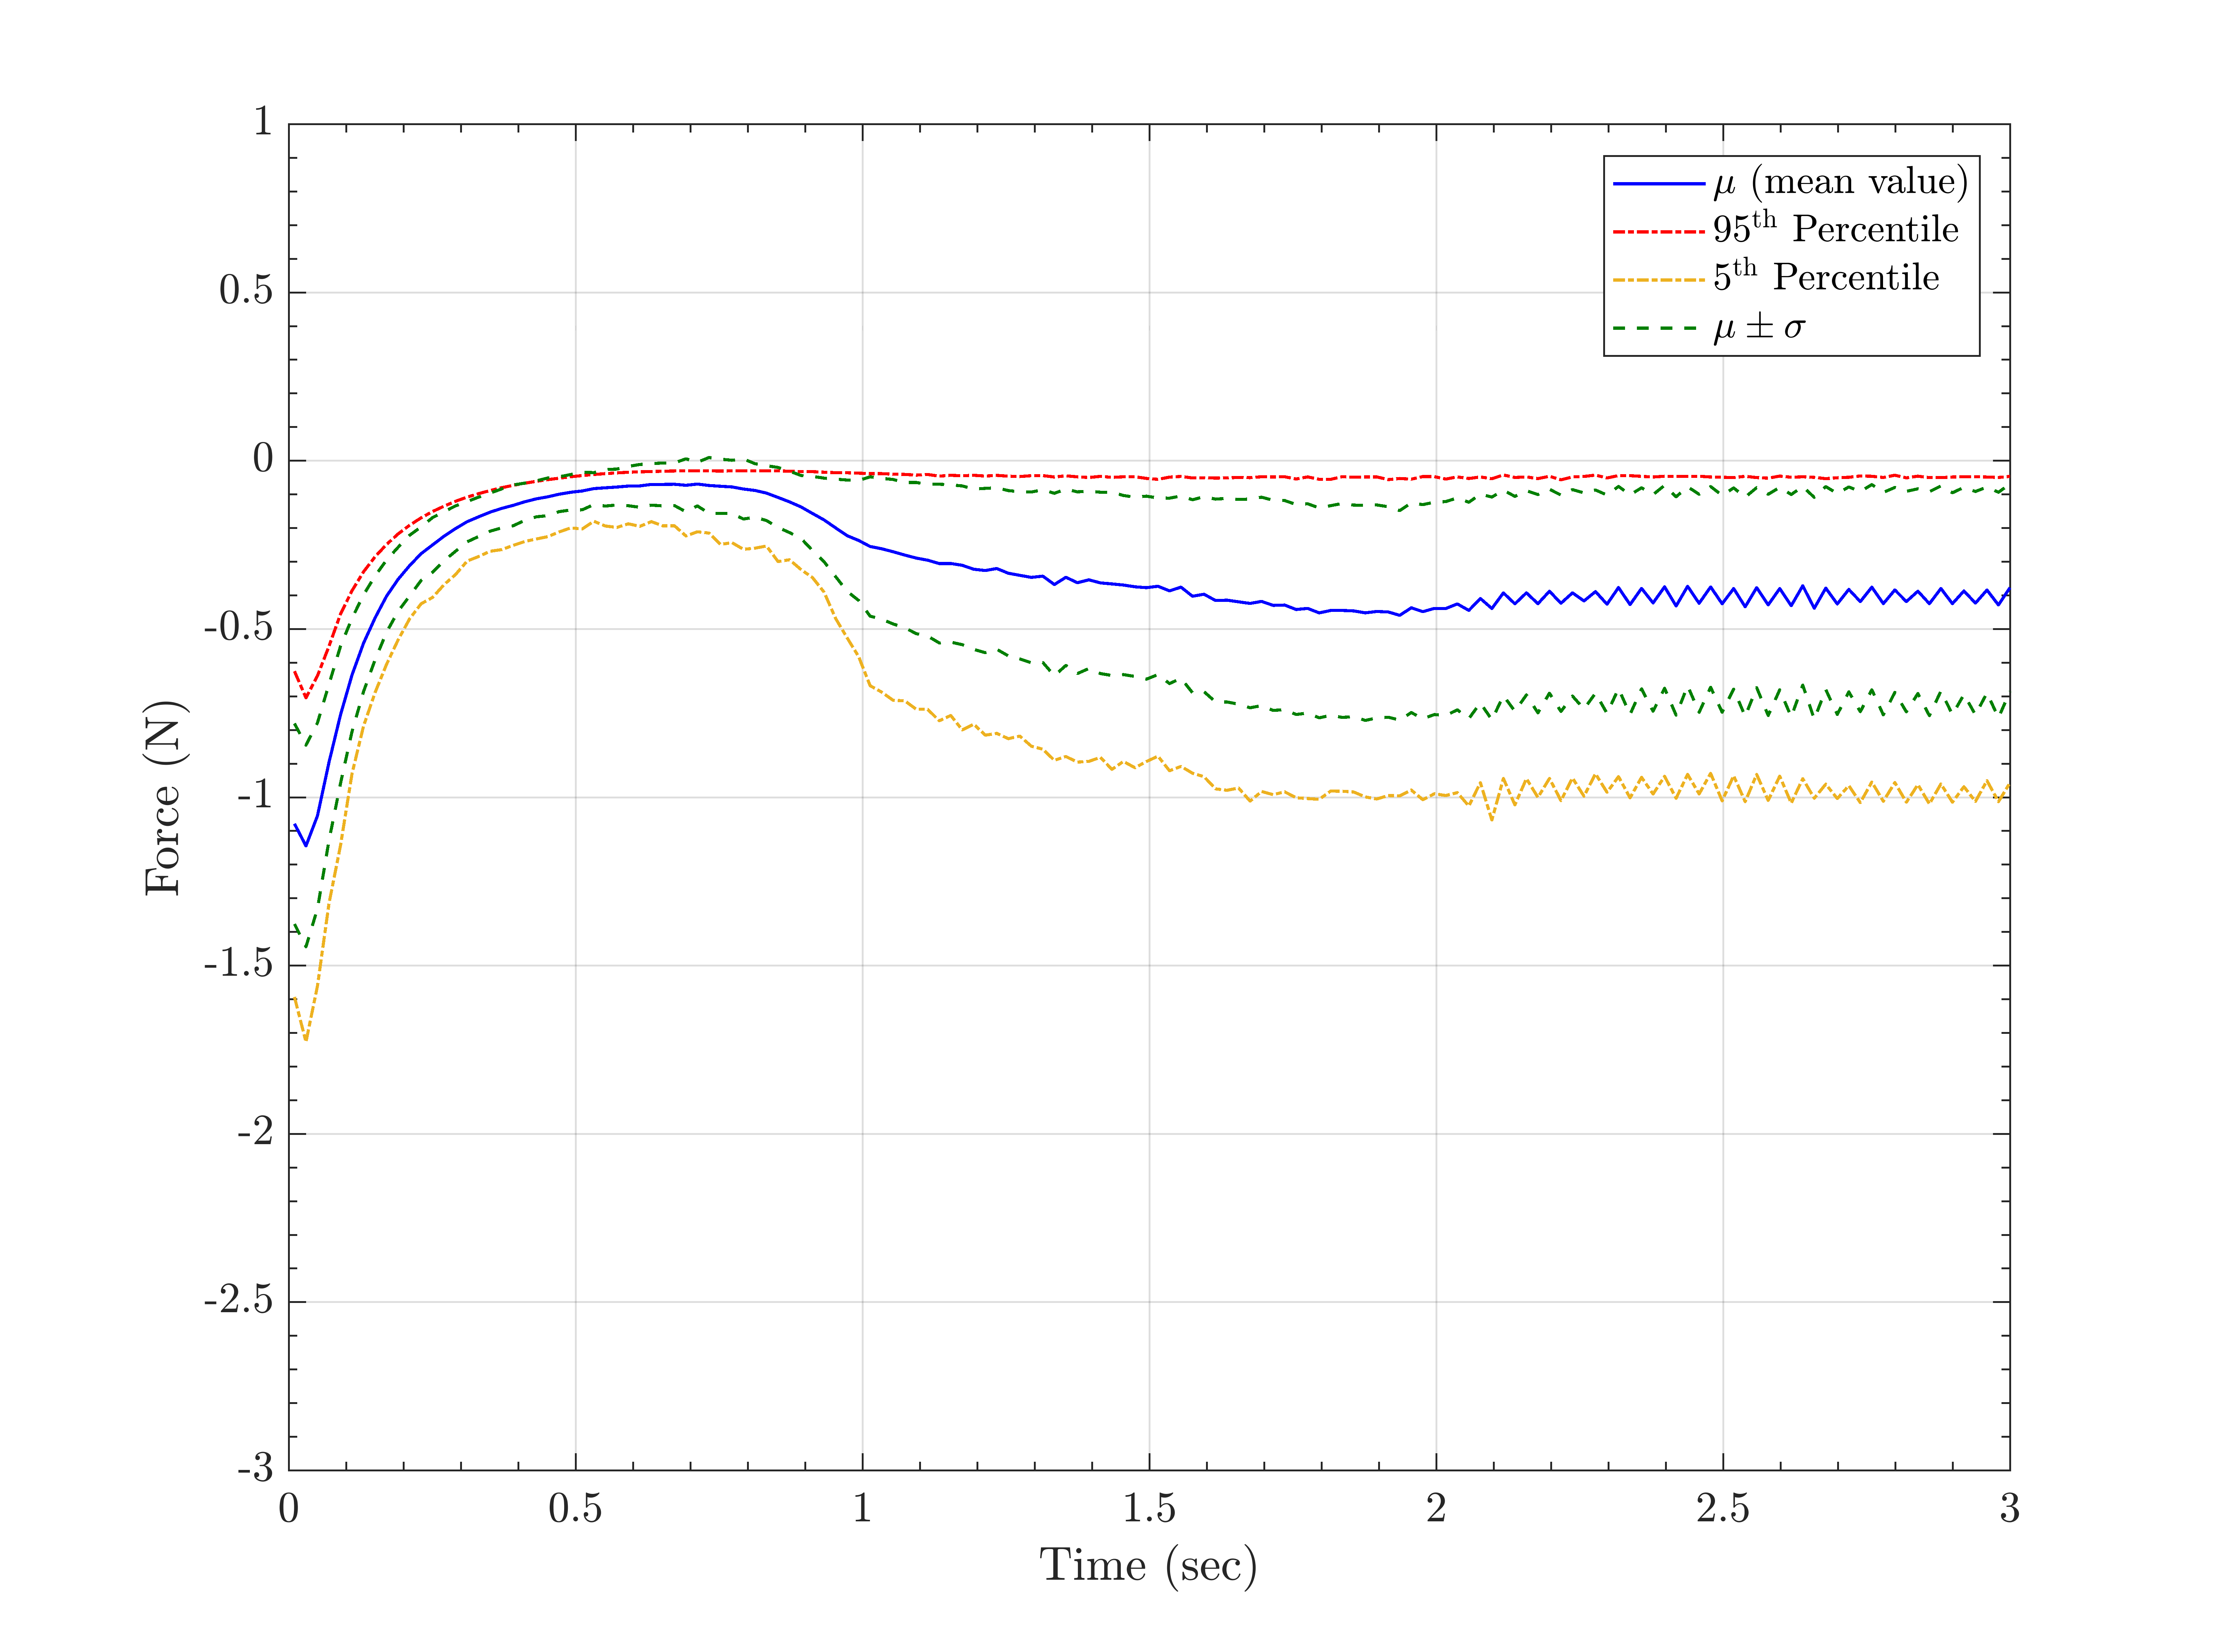 1
0.5
0
-0.5
-1
-1.5
-2
-2.5
-3
Force (N)
μ (mean value)
95th Percentile
5th Percentile
μ ± σ
0 0.5 1 1.5 2 2.5 3
Time (sec)